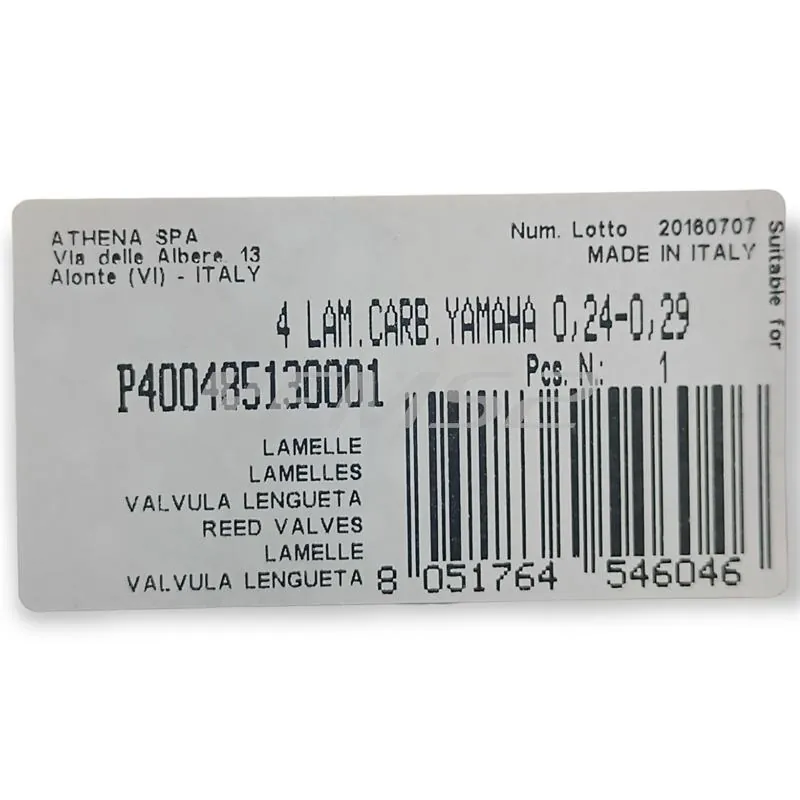 ATHENA SPA
Via delle Albere, 13
Alonte (VI) - ITALY
Num. Lotto 20160707
MADE IN ITALY
Suitable for
4 LAM.CARB.YAMAHA 0,24-0,29
P400485130001
Pcs. N.: 1
LAMELLE
LAMELLES
VALVULA LENGUETA
REED VALVES
LAMELLE
VALVULA LENGUETA
8 051764 546046